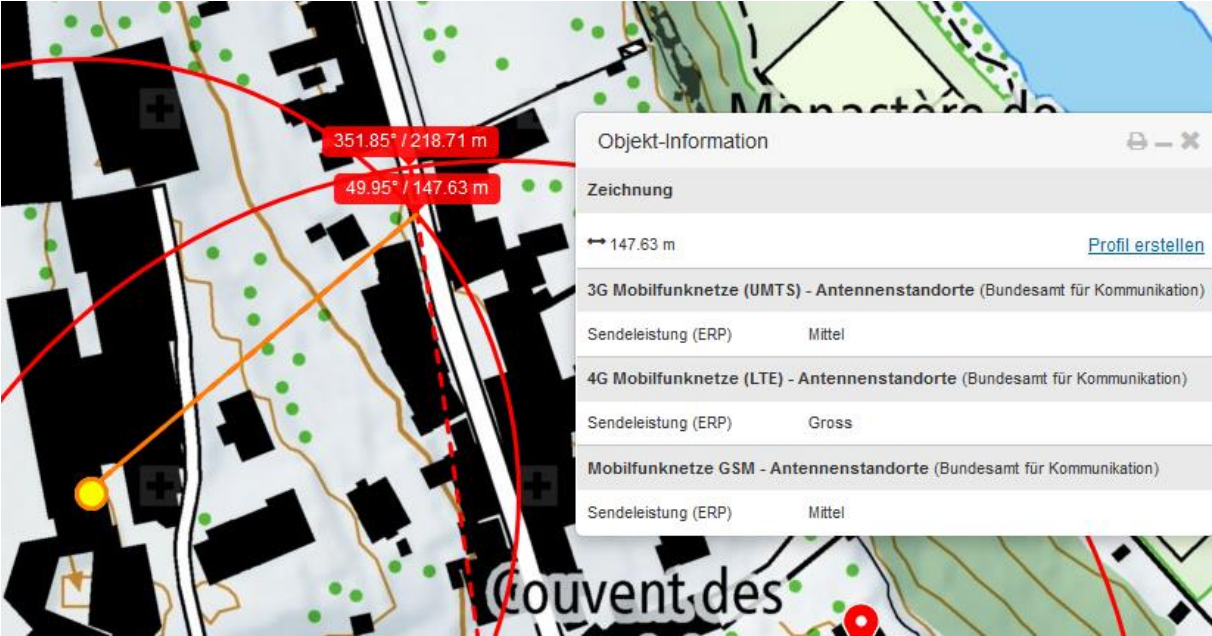 Monastère de
351.85° / 218.71 m
49.95° / 147.63 m
Objekt-Information
Zeichnung
147.63 m
Profil erstellen
3G Mobilfunknetze (UMTS) - Antennenstandorte (Bundesamt für Kommunikation)
Sendeleistung (ERP) Mittel
4G Mobilfunknetze (LTE) - Antennenstandorte (Bundesamt für Kommunikation)
Sendeleistung (ERP) Gross
Mobilfunknetze GSM - Antennenstandorte (Bundesamt für Kommunikation)
Sendeleistung (ERP) Mittel
Couvent des